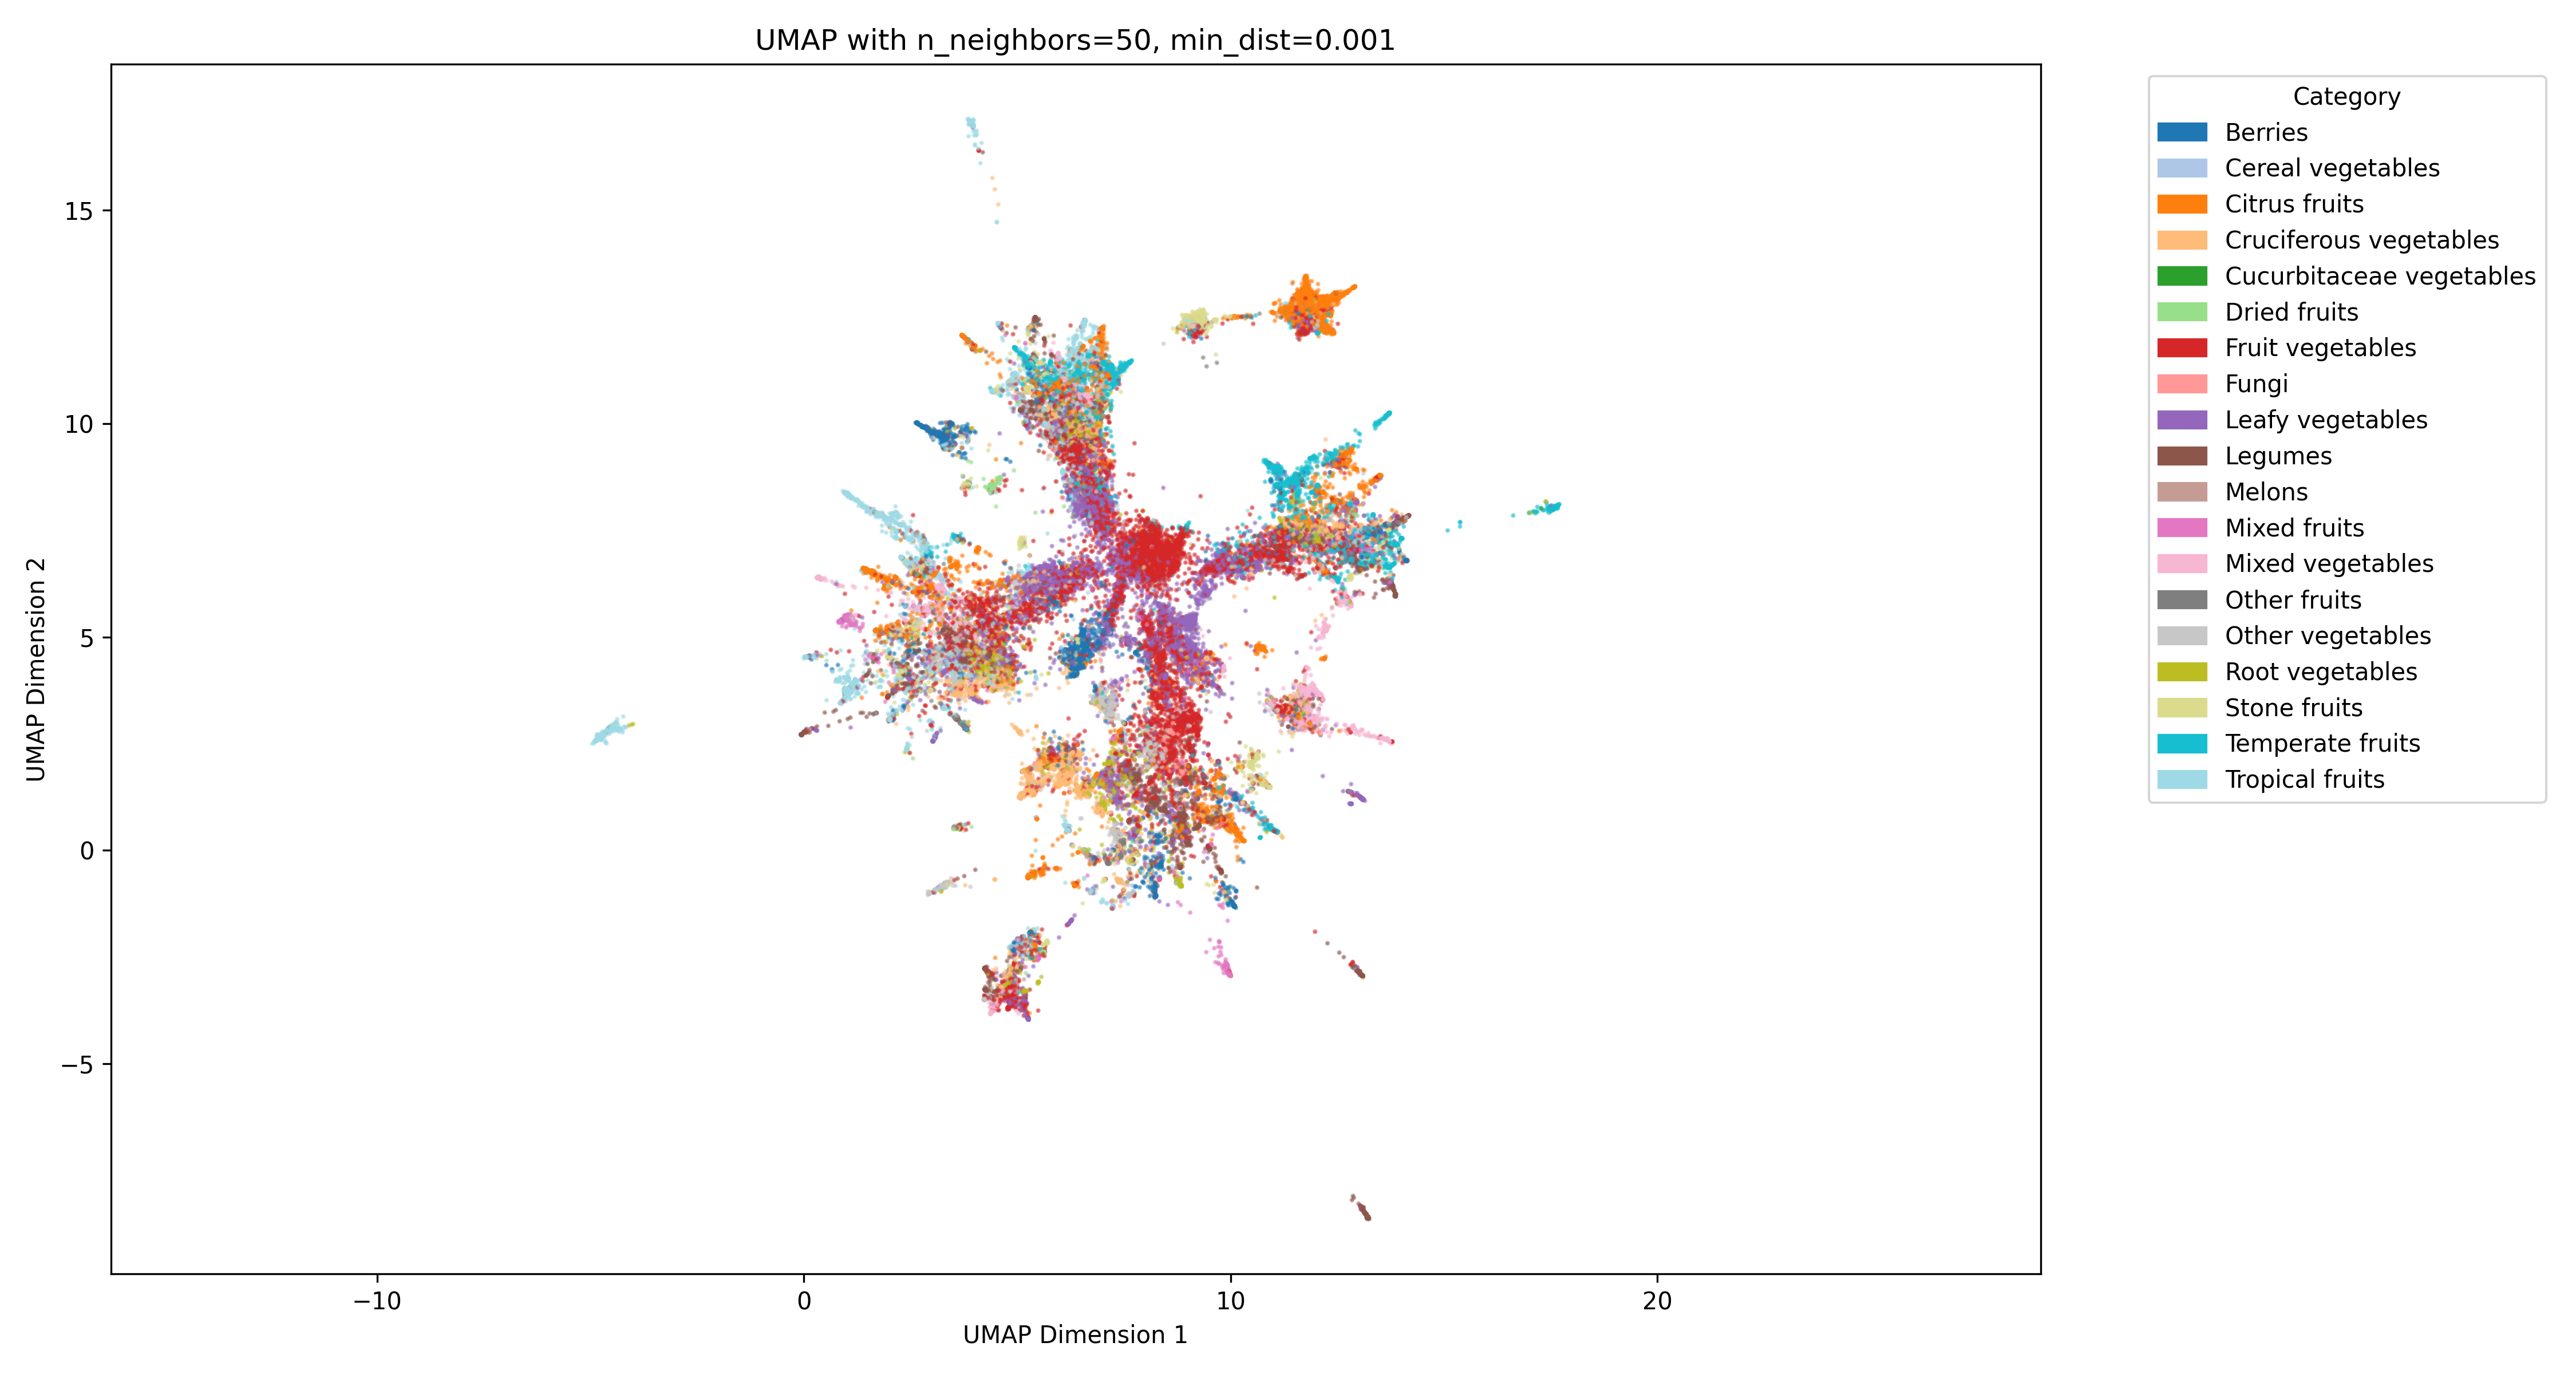 UMAP with n_neighbors=50, min_dist=0.001
Category
Berries
Cereal vegetables
Citrus fruits
Cruciferous vegetables
Cucurbitaceae vegetables
Dried fruits
Fruit vegetables
Fungi
Leafy vegetables
Legumes
Melons
Mixed fruits
Mixed vegetables
Other fruits
Other vegetables
Root vegetables
Stone fruits
Temperate fruits
Tropical fruits
UMAP Dimension 2
15
10
5
0
−5
−10
0
10
20
UMAP Dimension 1